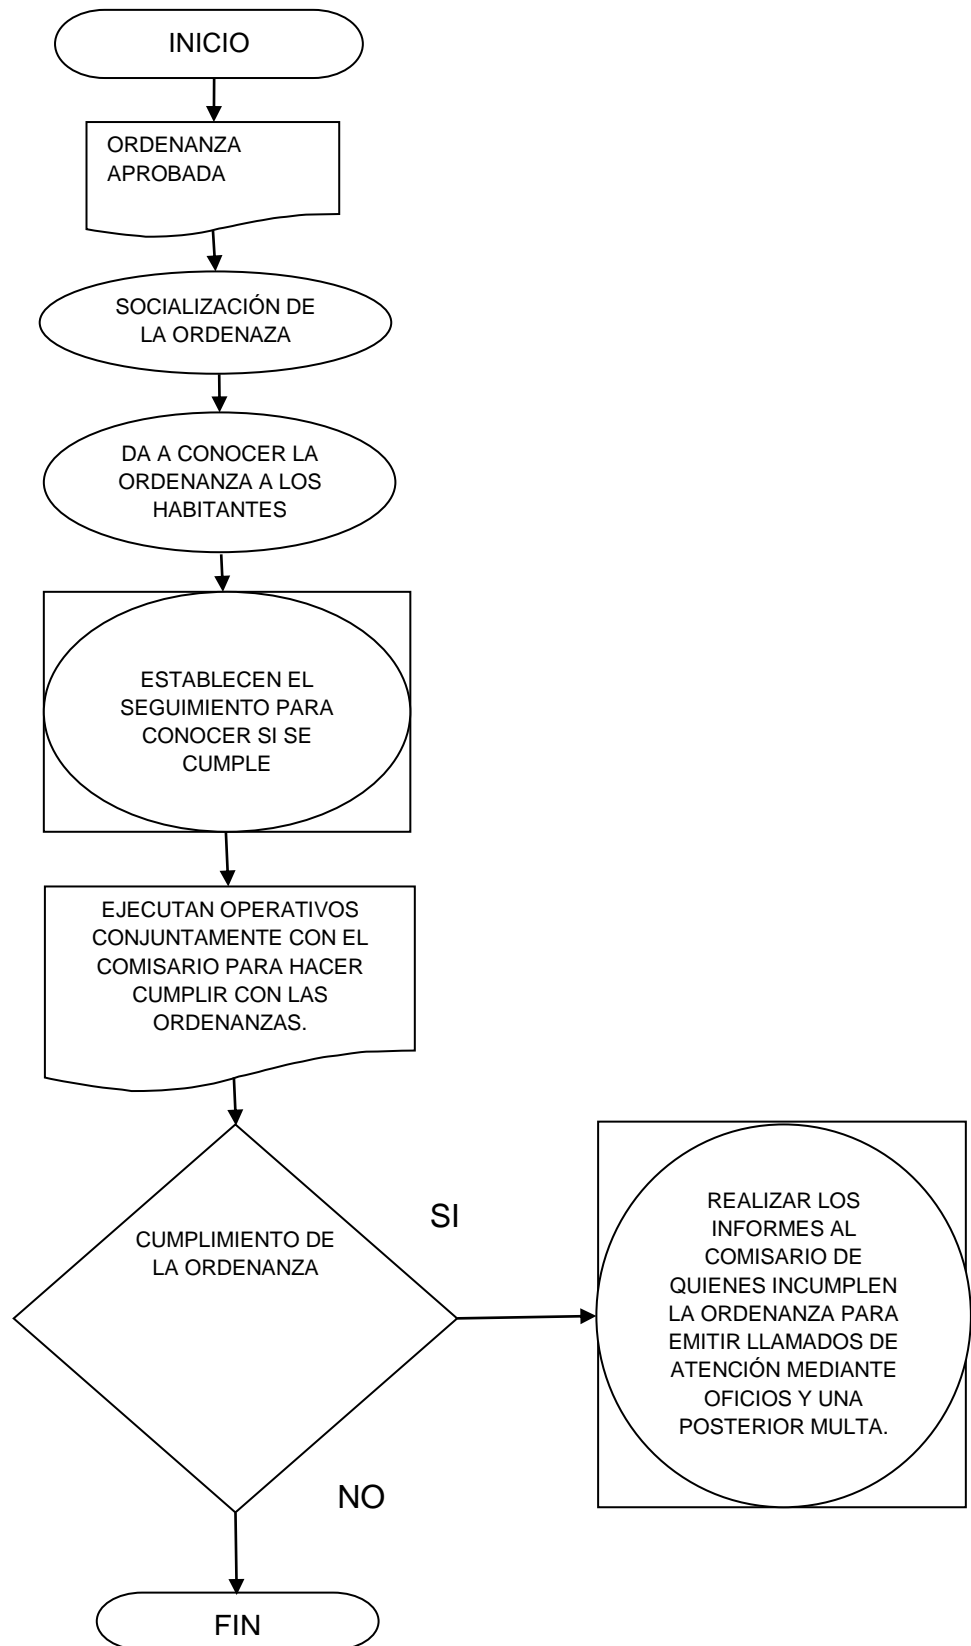 INICIO
ORDENANZA
APROBADA
SOCIALIZACIÓN DE
LA ORDENAZA
DA A CONOCER LA
ORDENANZA A LOS
HABITANTES
ESTABLECEN EL
SEGUIMIENTO PARA
CONOCER SI SE
CUMPLE
EJECUTAN OPERATIVOS
CONJUNTAMENTE CON EL
COMISARIO PARA HACER
CUMPLIR CON LAS
ORDENANZAS.
CUMPLIMIENTO DE
LA ORDENANZA
SI
REALIZAR LOS
INFORMES AL
COMISARIO DE
QUIENES INCUMPLEN
LA ORDENANZA PARA
EMITIR LLAMADOS DE
ATENCIÓN MEDIANTE
OFICIOS Y UNA
POSTERIOR MULTA.
NO
FIN